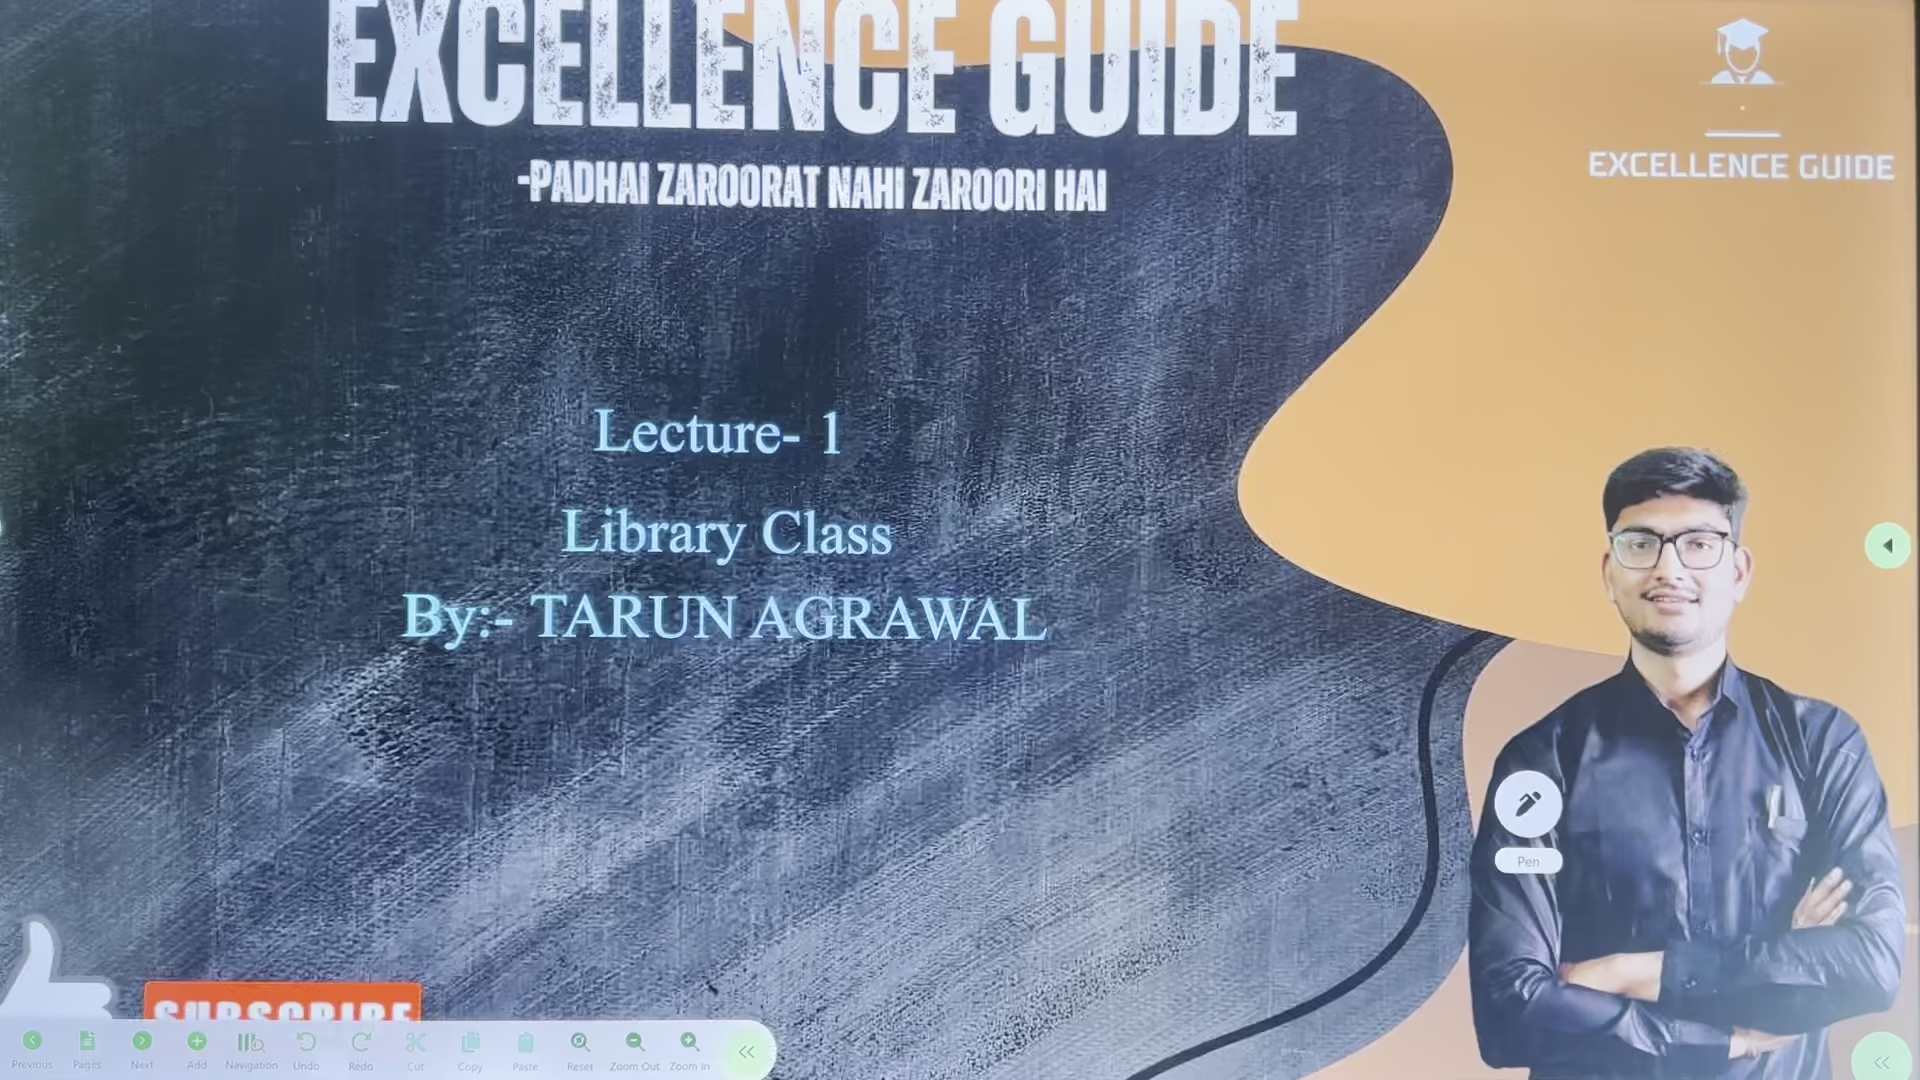 EXCELLENCE GUIDE
-PADHAI ZAROORAT NAHI ZAROORI HAI
EXCELLENCE GUIDE
Lecture- 1
Library Class
By:- TARUN AGRAWAL
Pen
SUBSCRIBE
Previous Pages Next Add Navigation Undo Redo Cut Copy Paste Reset Zoom Out Zoom In